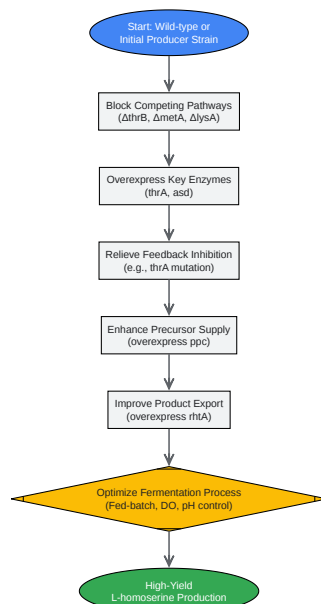 Start: Wild-type or
Initial Producer Strain
Block Competing Pathways
(ΔthrB, ΔmetA, ΔlysA)
Overexpress Key Enzymes
(thrA, asd)
Relieve Feedback Inhibition
(e.g., thrA mutation)
Enhance Precursor Supply
(overexpress ppc)
Improve Product Export
(overexpress rhtA)
Optimize Fermentation Process
(Fed-batch, DO, pH control)
High-Yield
L-homoserine Production